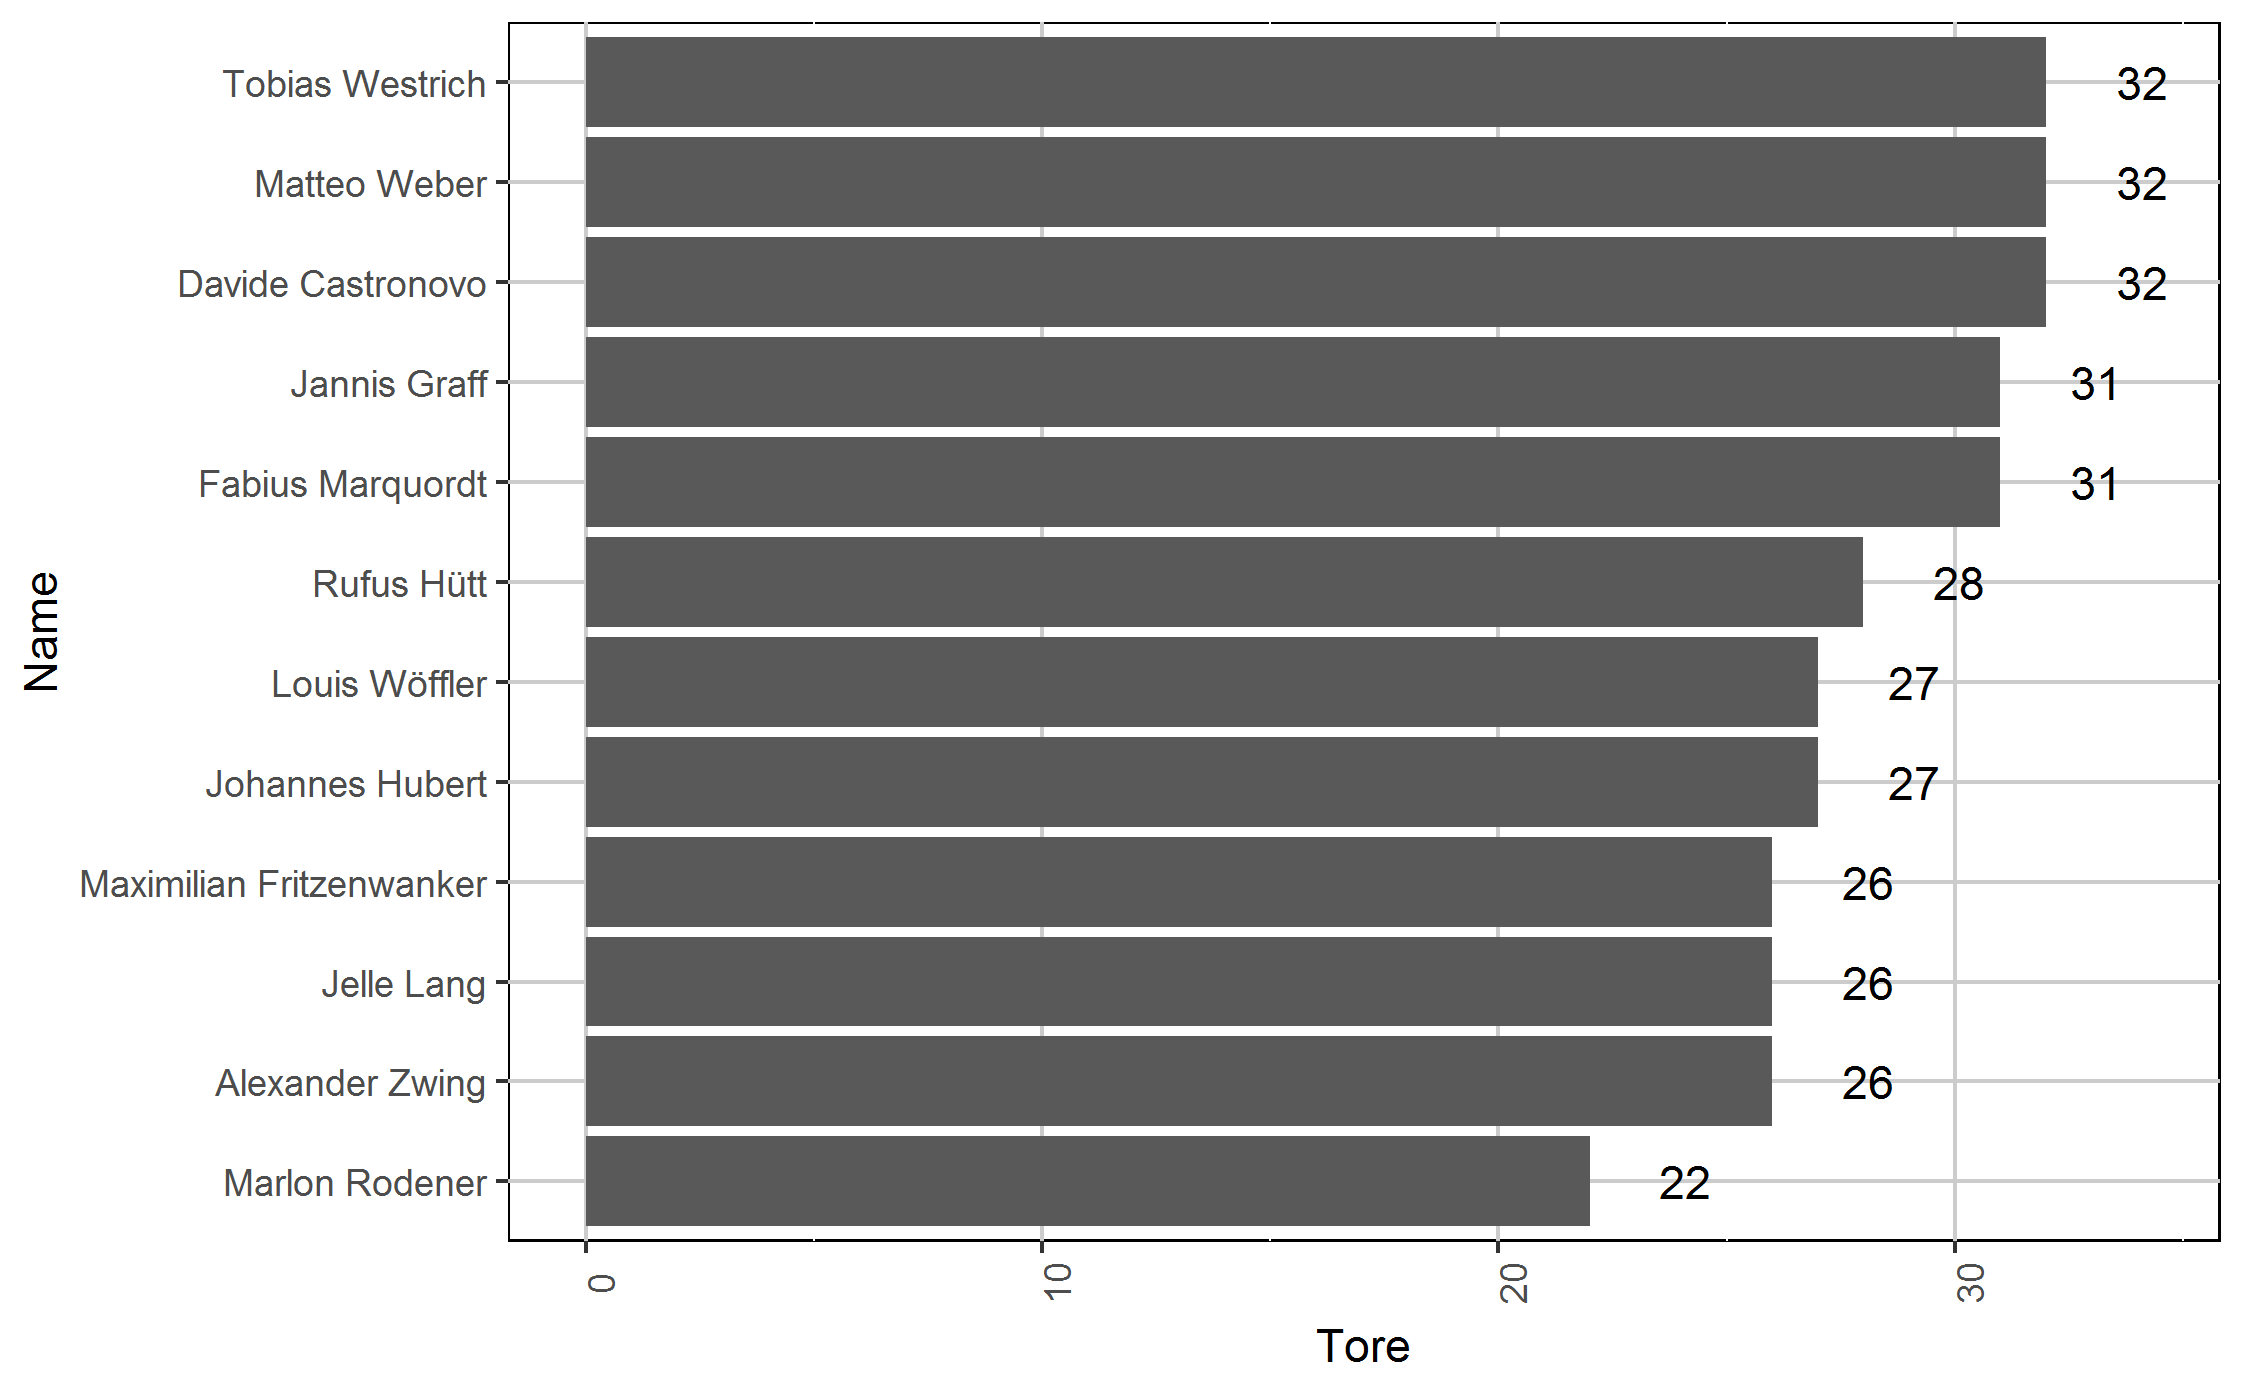 Tobias Westrich 32
Matteo Weber 32
Davide Castronovo 32
Jannis Graff 31
Fabius Marquordt 31
Rufus Hütt 28
Louis Wöffler 27
Johannes Hubert 27
Maximilian Fritzenwanker 26
Jelle Lang 26
Alexander Zwing 26
Marlon Rodener 22
Name
0 10 20 30
Tore